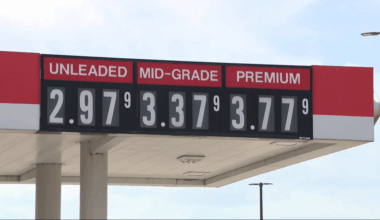 UNLEADED MID-GRADE PREMIUM
2.97 9 3.37 9 3.77 9